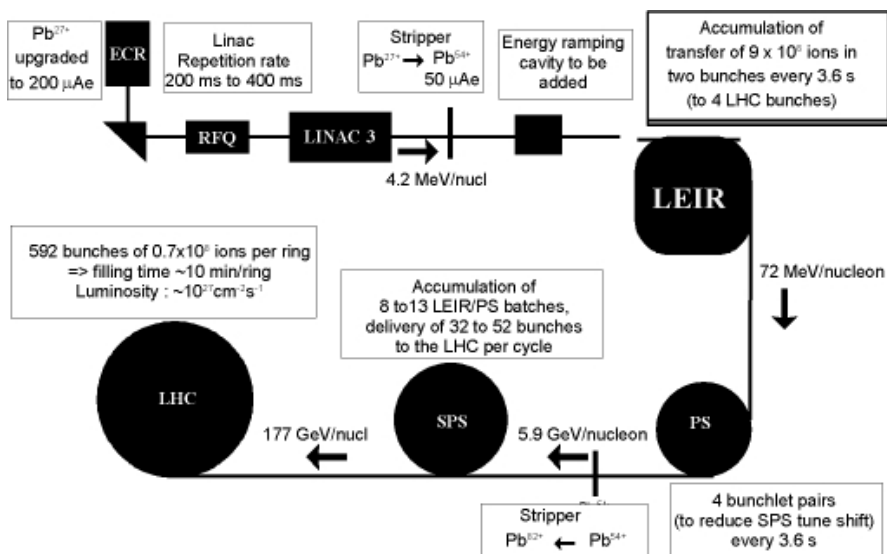 Pb²⁷⁺
upgraded
to 200 μAe
ECR
Linac
Repetition rate
200 ms to 400 ms
Stripper
Pb²⁷⁺ → Pb⁵⁴⁺
50 μAe
Energy ramping
cavity to be
added
Accumulation of
transfer of 9 x 10⁸ ions in
two bunches every 3.6 s
(to 4 LHC bunches)
RFQ
LINAC 3
4.2 MeV/nucl
LEIR
72 MeV/nucleon
592 bunches of 0.7x10⁸ ions per ring
=> filling time ~10 min/ring
Luminosity : ~10²⁷cm⁻²s⁻¹
Accumulation of
8 to13 LEIR/PS batches,
delivery of 32 to 52 bunches
to the LHC per cycle
LHC
SPS
PS
177 GeV/nucl
5.9 GeV/nucleon
Stripper
Pb⁸²⁺ ← Pb⁵⁴⁺
4 bunchlet pairs
(to reduce SPS tune shift)
every 3.6 s